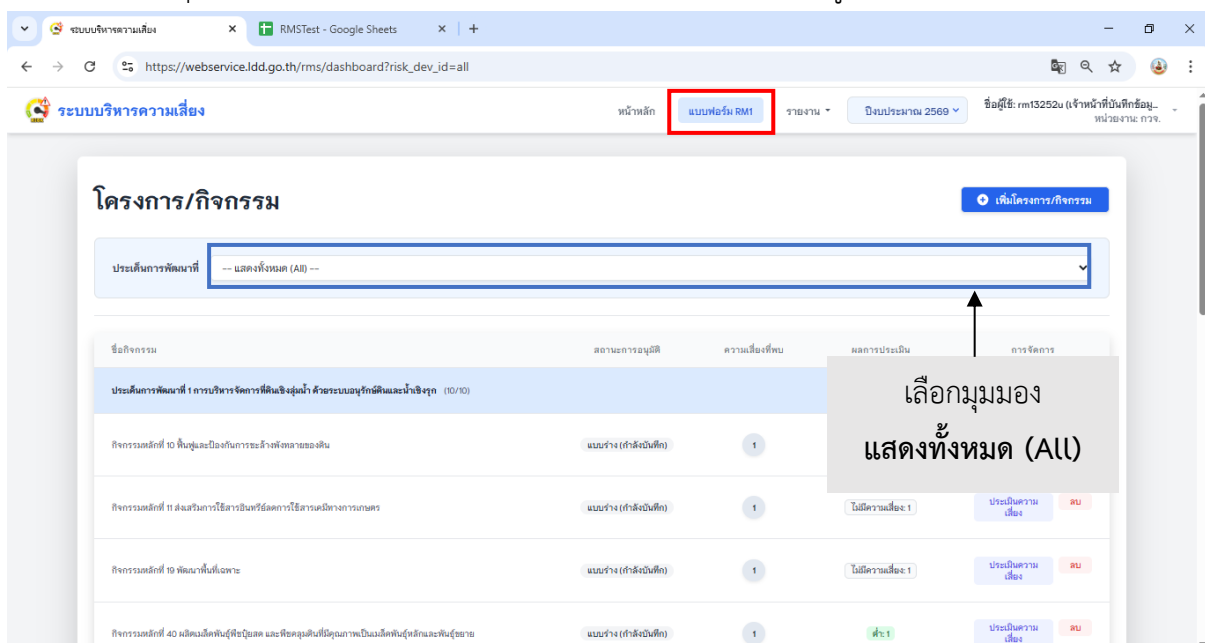 ระบบบริหารความเสี่ยง
RMSTest - Google Sheets
https://webservice.ldd.go.th/rms/dashboard?risk_dev_id=all
ระบบบริหารความเสี่ยง
หน้าหลัก
แบบฟอร์ม RM1
รายงาน
ปีงบประมาณ 2569
ชื่อผู้ใช้: rm13252u (เจ้าหน้าที่บันทึกข้อมู...
หน่วยงาน: กวจ.
โครงการ/กิจกรรม
เพิ่มโครงการ/กิจกรรม
ประเด็นการพัฒนาที่
-- แสดงทั้งหมด (All) --
ชื่อกิจกรรม สถานะการอนุมัติ ความเสี่ยงที่พบ ผลการประเมิน การจัดการ
ประเด็นการพัฒนาที่ 1 การบริหารจัดการที่ดินเชิงลุ่มน้ำ ด้วยระบบอนุรักษ์ดินและน้ำเชิงรุก (10/10)
เลือกมุมมอง
แสดงทั้งหมด (All)
กิจกรรมหลักที่ 10 ฟื้นฟูและป้องกันการชะล้างพังทลายของดิน แบบร่าง (กำลังบันทึก) 1
กิจกรรมหลักที่ 11 ส่งเสริมการใช้สารอินทรีย์ลดการใช้สารเคมีทางการเกษตร แบบร่าง (กำลังบันทึก) 1 ไม่มีความเสี่ยง: 1 ประเมินความเสี่ยง ลบ
กิจกรรมหลักที่ 19 พัฒนาพื้นที่เฉพาะ แบบร่าง (กำลังบันทึก) 1 ไม่มีความเสี่ยง: 1 ประเมินความเสี่ยง ลบ
กิจกรรมหลักที่ 40 ผลิตเมล็ดพันธุ์พืชปุ๋ยสด และพืชคลุมดินที่มีคุณภาพเป็นเมล็ดพันธุ์หลักและพันธุ์ขยาย แบบร่าง (กำลังบันทึก) 1 ต่ำ: 1 ประเมินความเสี่ยง ลบ